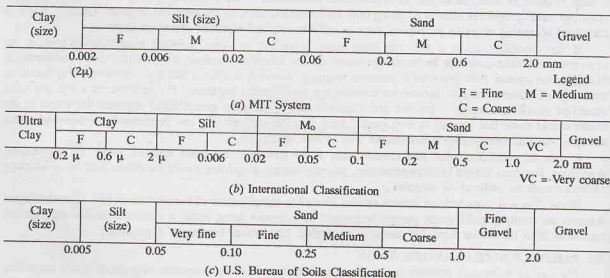 Clay (size) Silt (size) Sand Gravel
F M C F M C
0.002 0.006 0.02 0.06 0.2 0.6 2.0 mm
(2μ)
Legend
F = Fine M = Medium
C = Coarse
(a) MIT System
Ultra Clay Clay Silt Mo Sand Gravel
F C F C F C F M C VC
0.2 μ 0.6 μ 2 μ 0.006 0.02 0.05 0.1 0.2 0.5 1.0 2.0 mm
VC = Very coarse
(b) International Classification
Clay (size) Silt (size) Sand Fine Gravel Gravel
Very fine Fine Medium Coarse
0.005 0.05 0.10 0.25 0.5 1.0 2.0
(c) U.S. Bureau of Soils Classification